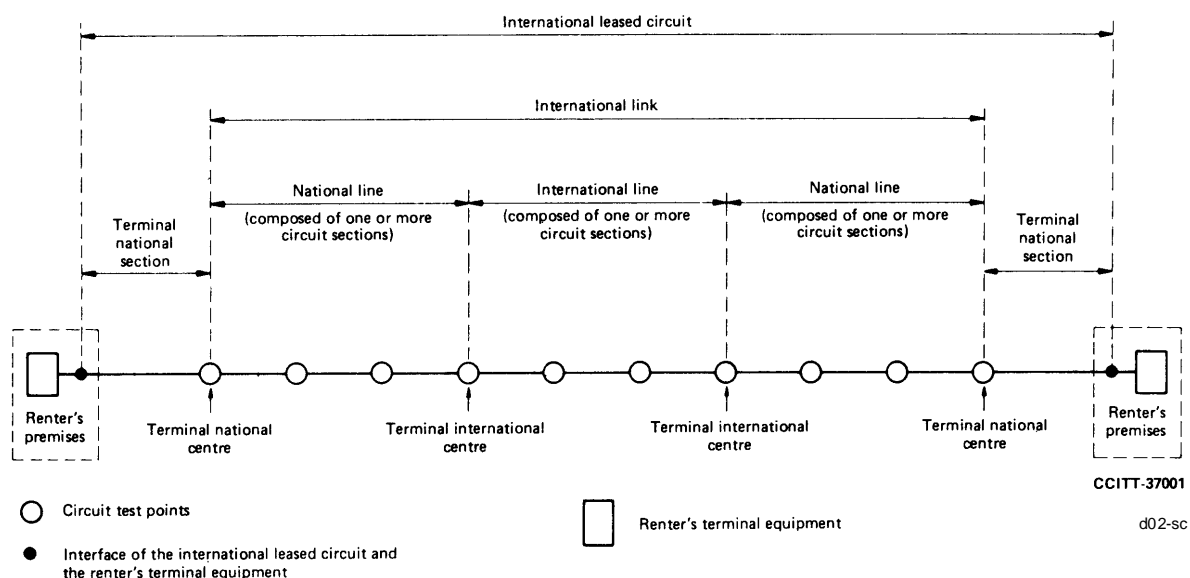 International leased circuit
International link
National line
(composed of one or more
circuit sections)
International line
(composed of one or more
circuit sections)
National line
(composed of one or more
circuit sections)
Terminal
national
section
Terminal
national
section
Renter's
premises
Terminal national
centre
Terminal international
centre
Terminal international
centre
Terminal national
centre
Renter's
premises
CCITT-37001
Circuit test points
Renter's terminal equipment
d02-sc
Interface of the international leased circuit and
the renter's terminal equipment